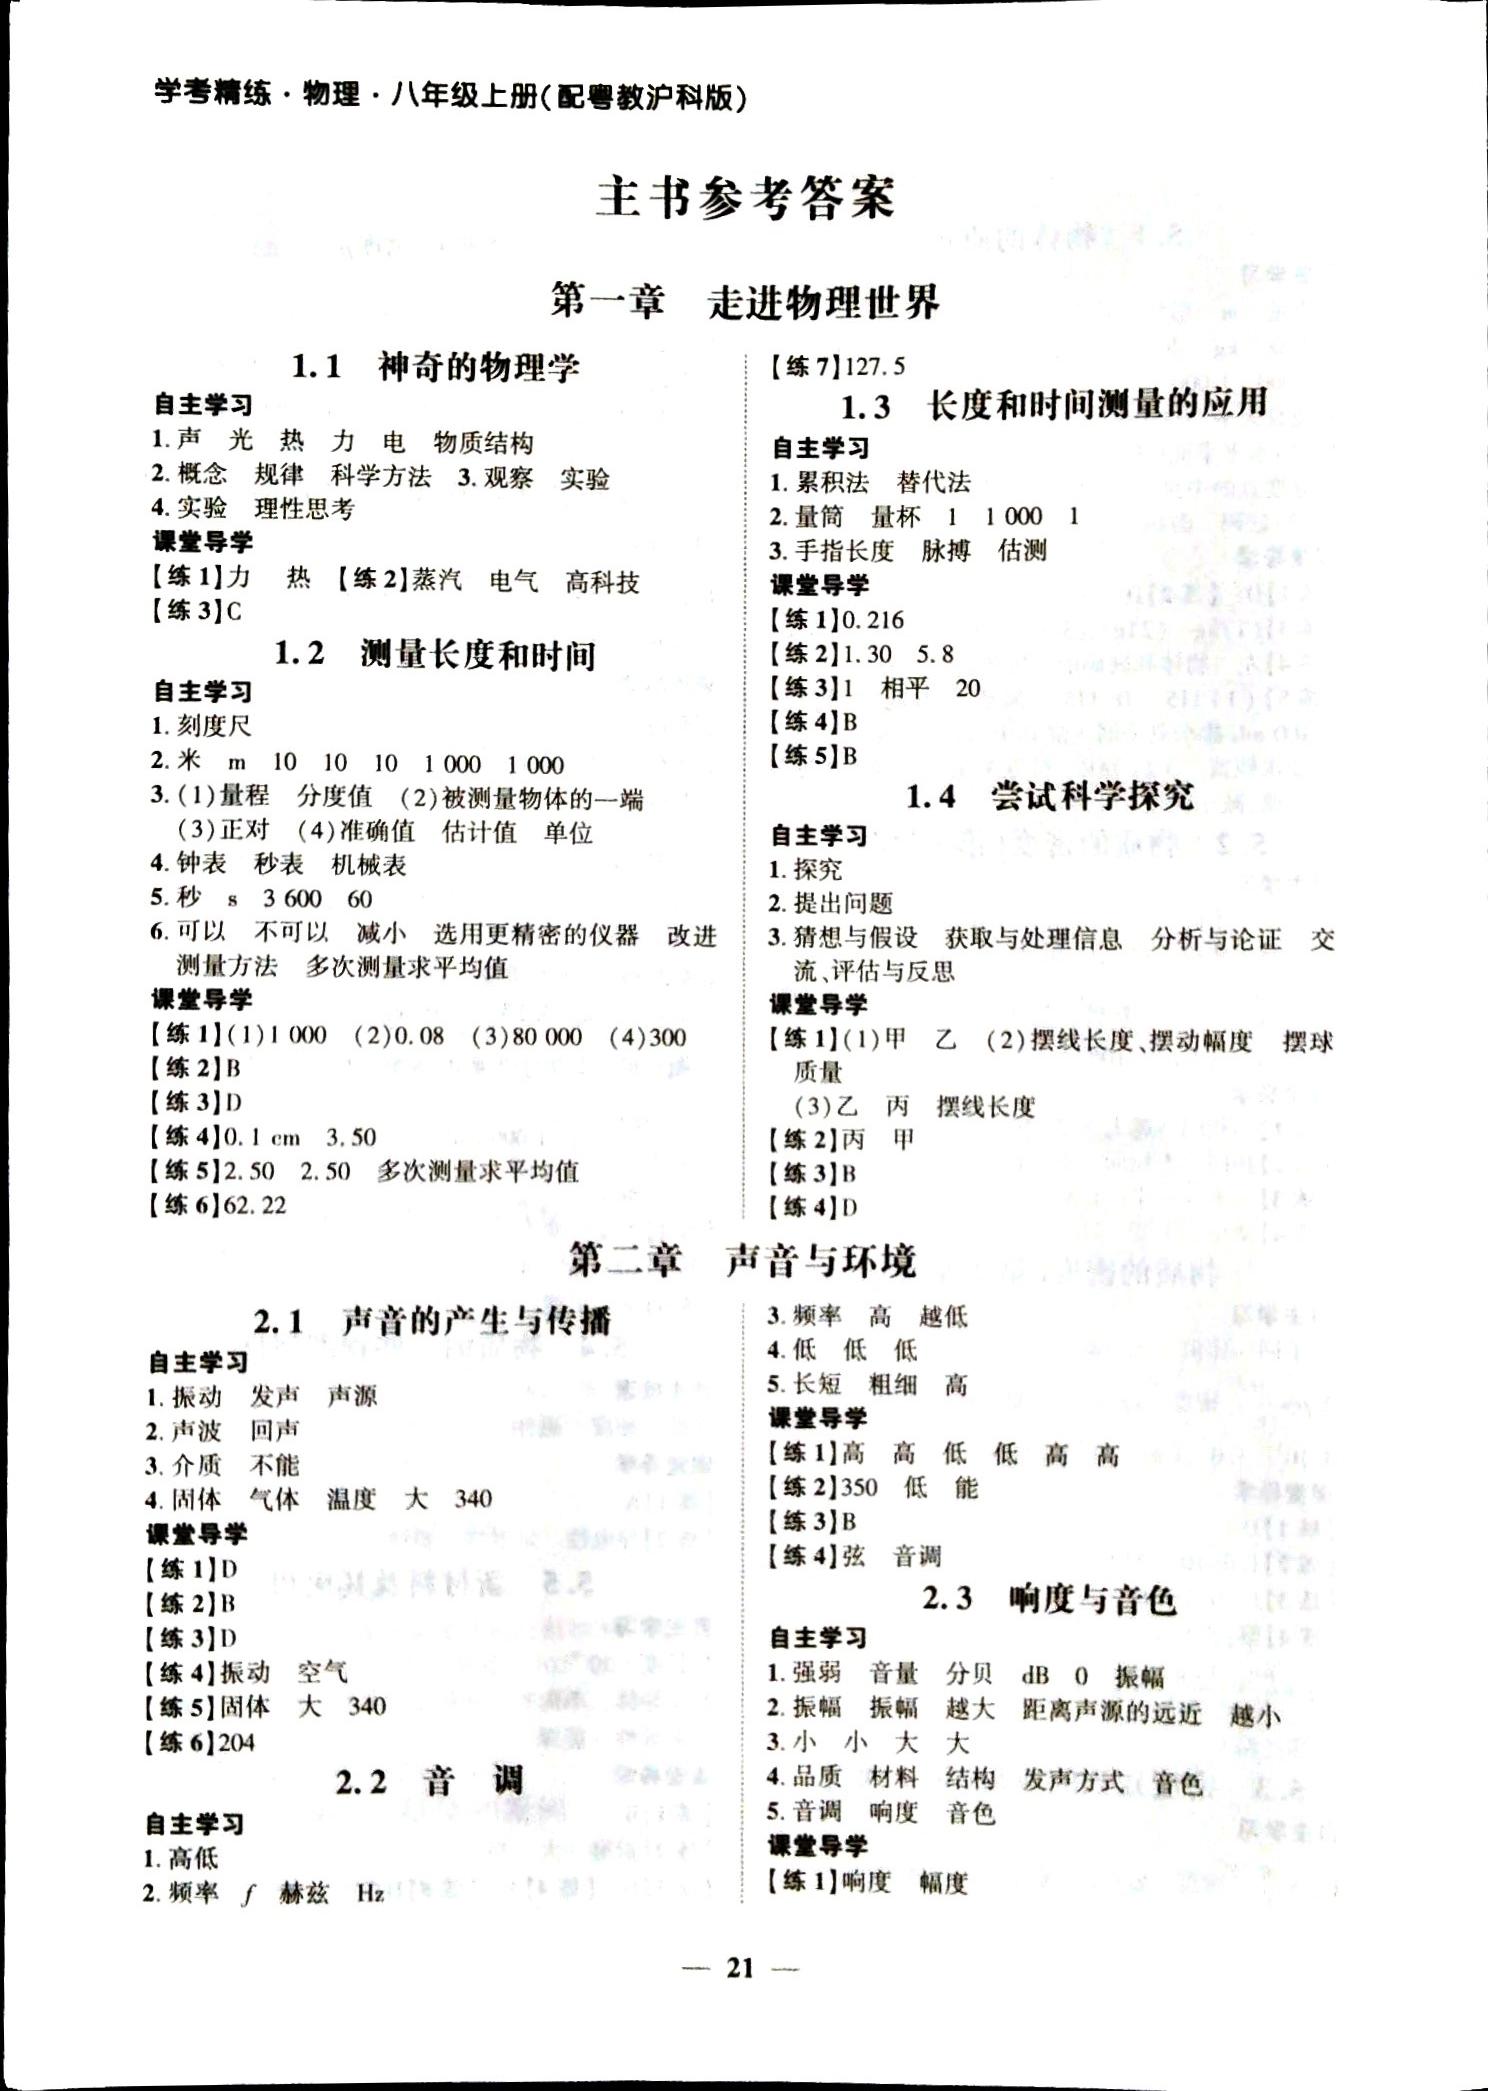 学考精练·物理·八年级上册(配粤教沪科版)
主书参考答案
第一章 走进物理世界
1.1 神奇的物理学
自主学习
1.声 光 热 力 电 物质结构
2.概念 规律 科学方法 3.观察 实验
4.实验 理性思考
课堂导学
【练1】力 热 【练2】蒸汽 电气 高科技
【练3】C
1.2 测量长度和时间
自主学习
1.刻度尺
2.米 m 10 10 10 1 000 1 000
3.(1)量程 分度值 (2)被测量物体的一端
(3)正对 (4)准确值 估计值 单位
4.钟表 秒表 机械表
5.秒 s 3 600 60
6.可以 不可以 减小 选用更精密的仪器 改进
测量方法 多次测量求平均值
课堂导学
【练1】(1)1 000 (2)0.08 (3)80 000 (4)300
【练2】B
【练3】D
【练4】0.1 cm 3.50
【练5】2.50 2.50 多次测量求平均值
【练6】62.22
【练7】127.5
1.3 长度和时间测量的应用
自主学习
1.累积法 替代法
2.量筒 量杯 1 1 000 1
3.手指长度 脉搏 估测
课堂导学
【练1】0.216
【练2】1.30 5.8
【练3】1 相平 20
【练4】B
【练5】B
1.4 尝试科学探究
自主学习
1.探究
2.提出问题
3.猜想与假设 获取与处理信息 分析与论证 交
流、评估与反思
课堂导学
【练1】(1)甲 乙 (2)摆线长度、摆动幅度 摆球
质量
(3)乙 丙 摆线长度
【练2】丙 甲
【练3】B
【练4】D
第二章 声音与环境
2.1 声音的产生与传播
自主学习
1.振动 发声 声源
2.声波 回声
3.介质 不能
4.固体 气体 温度 大 340
课堂导学
【练1】D
【练2】B
【练3】D
【练4】振动 空气
【练5】固体 大 340
【练6】204
2.2 音 调
自主学习
1.高低
2.频率 f 赫兹 Hz
3.频率 高 越低
4.低 低 低
5.长短 粗细 高
课堂导学
【练1】高 高 低 低 高 高
【练2】350 低 能
【练3】B
【练4】弦 音调
2.3 响度与音色
自主学习
1.强弱 音量 分贝 dB 0 振幅
2.振幅 振幅 越大 距离声源的远近 越小
3.小 小 大 大
4.品质 材料 结构 发声方式 音色
5.音调 响度 音色
课堂导学
【练1】响度 幅度
— 21 —